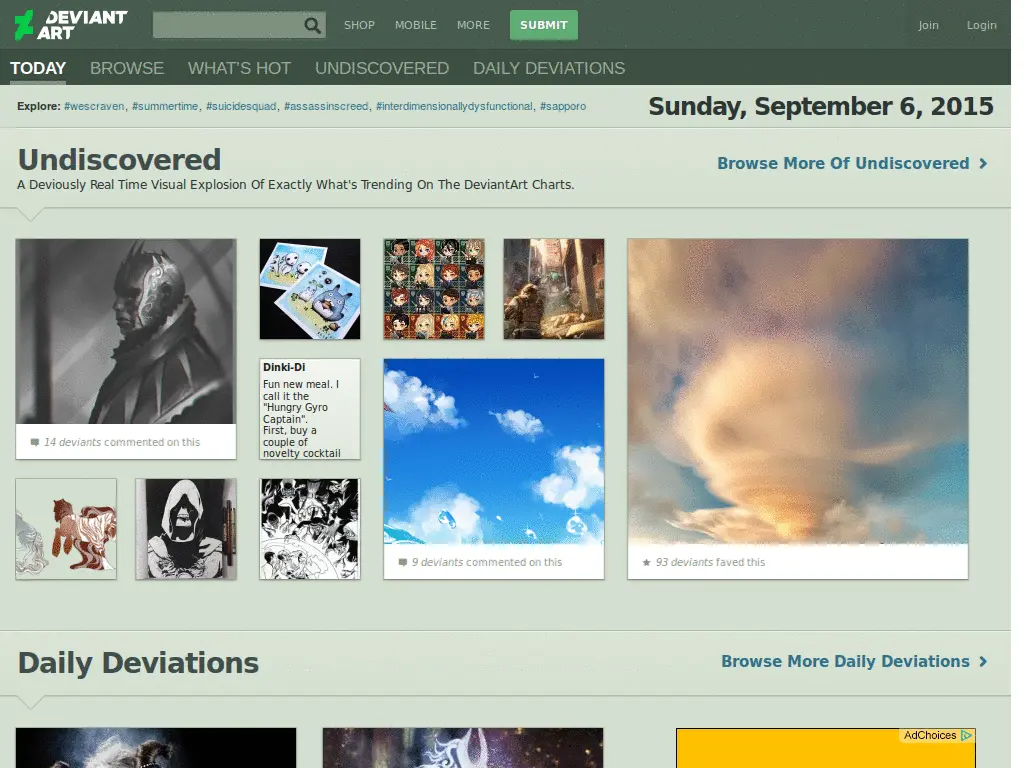 DEVIANT
ART
SHOP
MOBILE
MORE
SUBMIT
Join
Login
TODAY
BROWSE
WHAT'S HOT
UNDISCOVERED
DAILY DEVIATIONS
Explore: #wescraven, #summertime, #suicidesquad, #assassinscreed, #interdimensionallydysfunctional, #sapporo
Sunday, September 6, 2015
Undiscovered
Browse More Of Undiscovered
A Deviously Real Time Visual Explosion Of Exactly What's Trending On The DeviantArt Charts.
Dinki-Di
Fun new meal. I
call it the
"Hungry Gyro
Captain".
First, buy a
couple of
novelty cocktail
14 deviants commented on this
9 deviants commented on this
93 deviants faved this
Daily Deviations
Browse More Daily Deviations
AdChoices